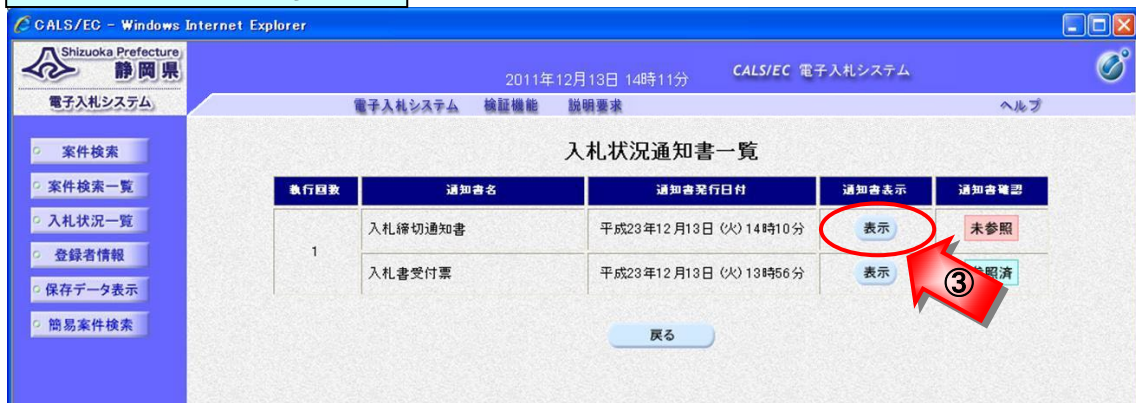 CALS/EC - Windows Internet Explorer
Shizuoka Prefecture
静岡県
2011年12月13日 14時11分
CALS/EC 電子入札システム
電子入札システム
電子入札システム 検証機能 説明要求 ヘルプ
案件検索
案件検索一覧
入札状況一覧
登録者情報
保存データ表示
簡易案件検索
入札状況通知書一覧
執行回数 通知書名 通知書発行日付 通知書表示 通知書確認
1
入札締切通知書 平成23年12月13日 (火) 14時10分 表示 未参照
入札書受付票 平成23年12月13日 (火) 13時56分 表示 照済
③
戻る